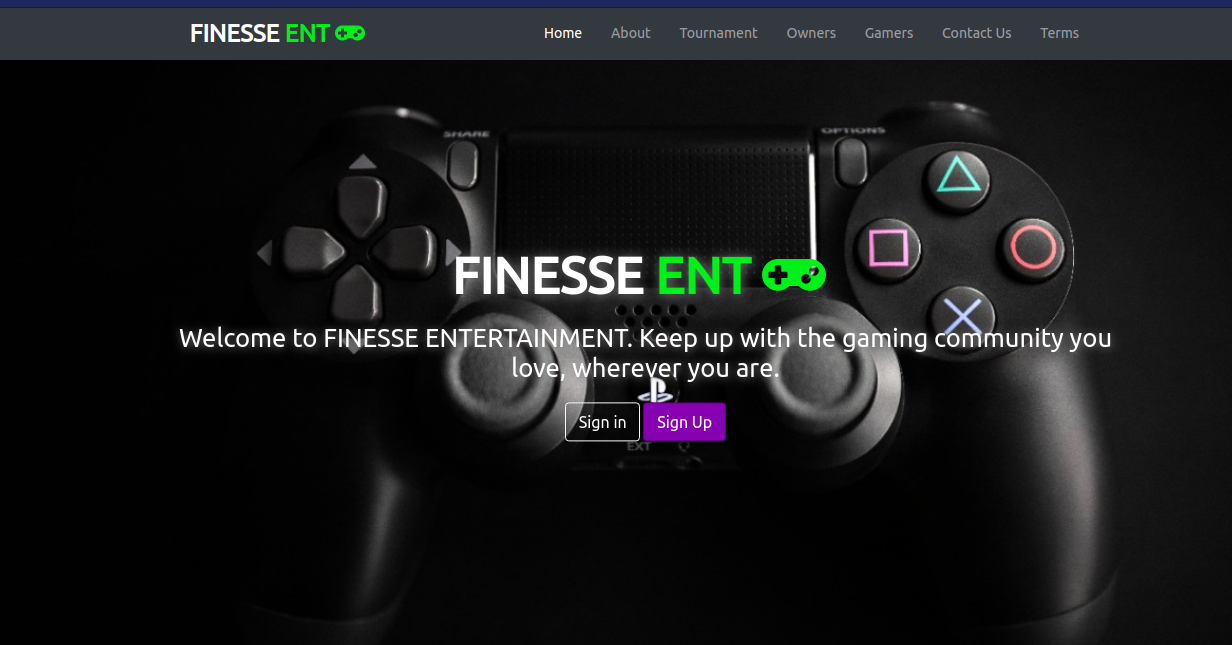 FINESSE ENT
Home About Tournament Owners Gamers Contact Us Terms
SHARE
OPTIONS
FINESSE ENT
Welcome to FINESSE ENTERTAINMENT. Keep up with the gaming community you
love, wherever you are.
Sign in Sign Up
EXT